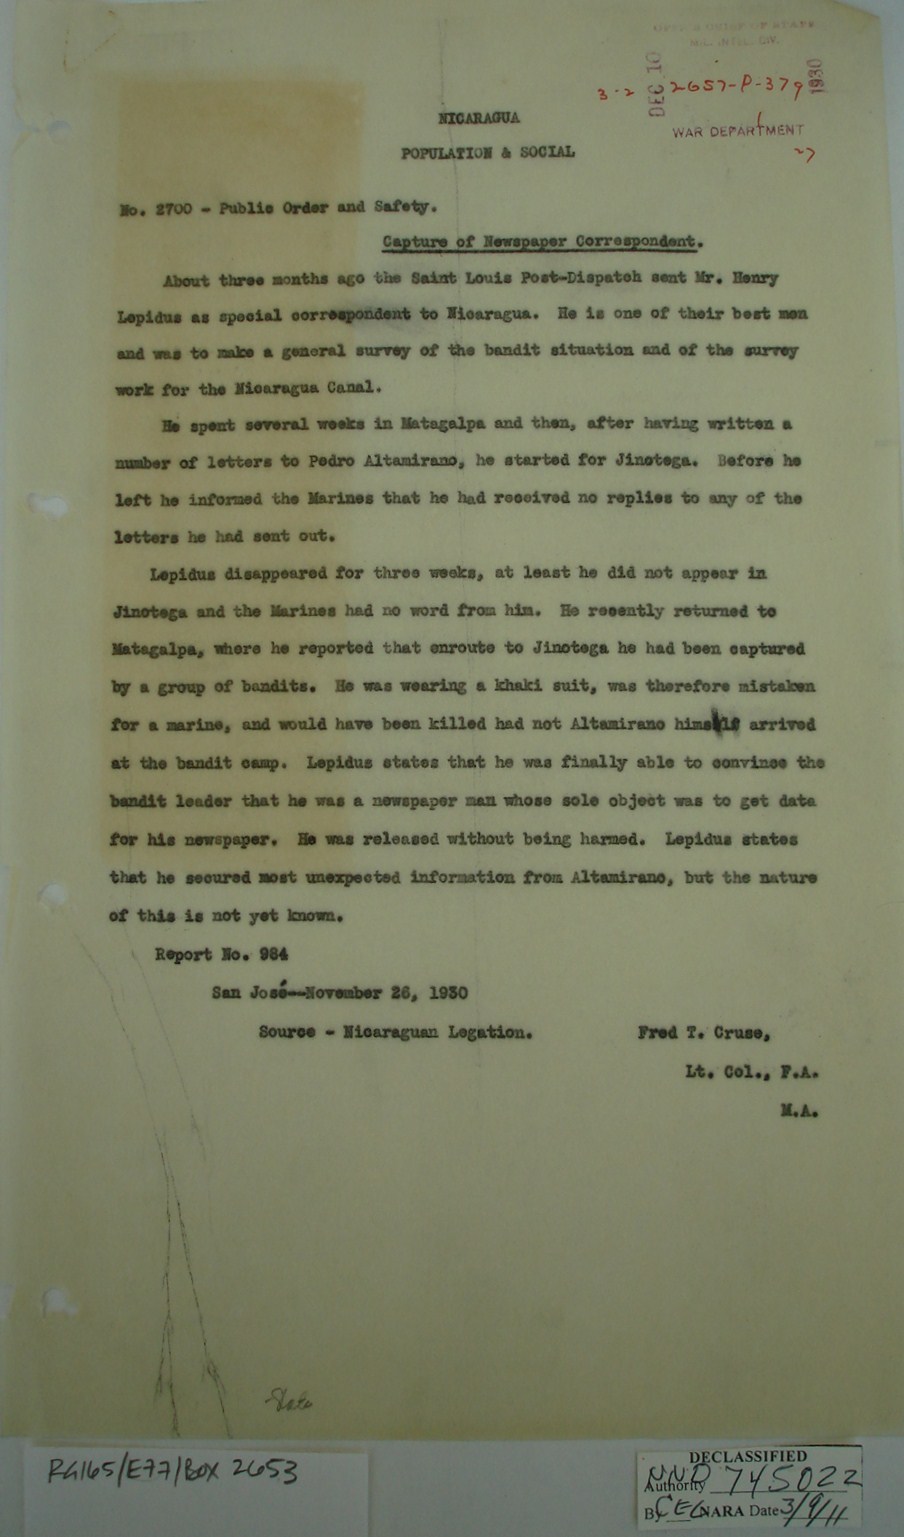 OFFICE CHIEF OF STAFF
MIL. INTEL. DIV.
3-2 2657-P-379
DEC 10 1930
WAR DEPARTMENT
27
NICARAGUA
POPULATION & SOCIAL
No. 2700 - Public Order and Safety.
Capture of Newspaper Correspondent.
About three months ago the Saint Louis Post-Dispatch sent Mr. Henry
Lepidus as special correspondent to Nicaragua. He is one of their best men
and was to make a general survey of the bandit situation and of the survey
work for the Nicaragua Canal.
He spent several weeks in Matagalpa and then, after having written a
number of letters to Pedro Altamirano, he started for Jinotega. Before he
left he informed the Marines that he had received no replies to any of the
letters he had sent out.
Lepidus disappeared for three weeks, at least he did not appear in
Jinotega and the Marines had no word from him. He recently returned to
Matagalpa, where he reported that enroute to Jinotega he had been captured
by a group of bandits. He was wearing a khaki suit, was therefore mistaken
for a marine, and would have been killed had not Altamirano himself arrived
at the bandit camp. Lepidus states that he was finally able to convince the
bandit leader that he was a newspaper man whose sole object was to get data
for his newspaper. He was released without being harmed. Lepidus states
that he secured most unexpected information from Altamirano, but the nature
of this is not yet known.
Report No. 984
San José--November 26, 1930
Source - Nicaraguan Legation.
Fred T. Cruse,
Lt. Col., F.A.
M.A.
State
RG165/E77/BOX 2653
DECLASSIFIED
Authority NND 745022
By CEG NARA Date 3/9/11